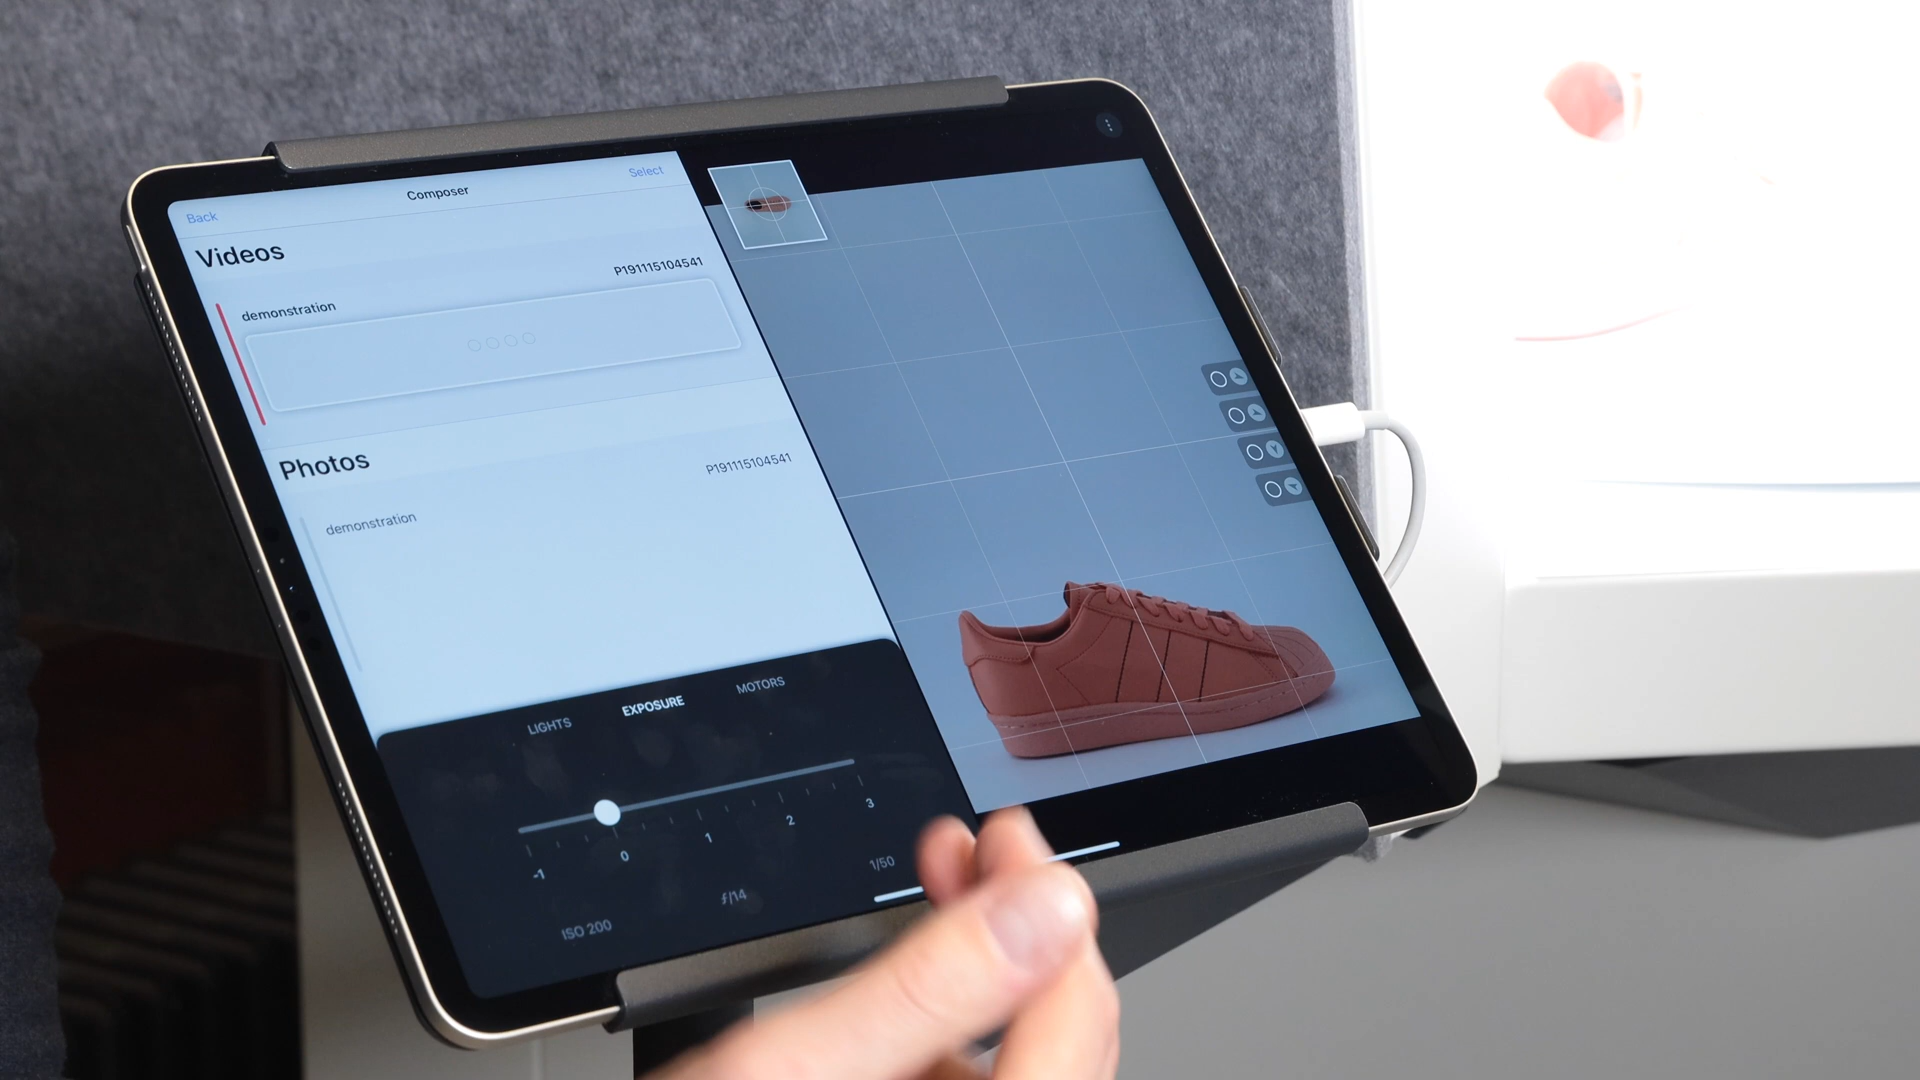 Back
Composer
Select
Videos
P191115104541
demonstration
Photos
P191115104541
demonstration
LIGHTS
EXPOSURE
MOTORS
-1
0
1
2
3
ISO 200
f/14
1/50